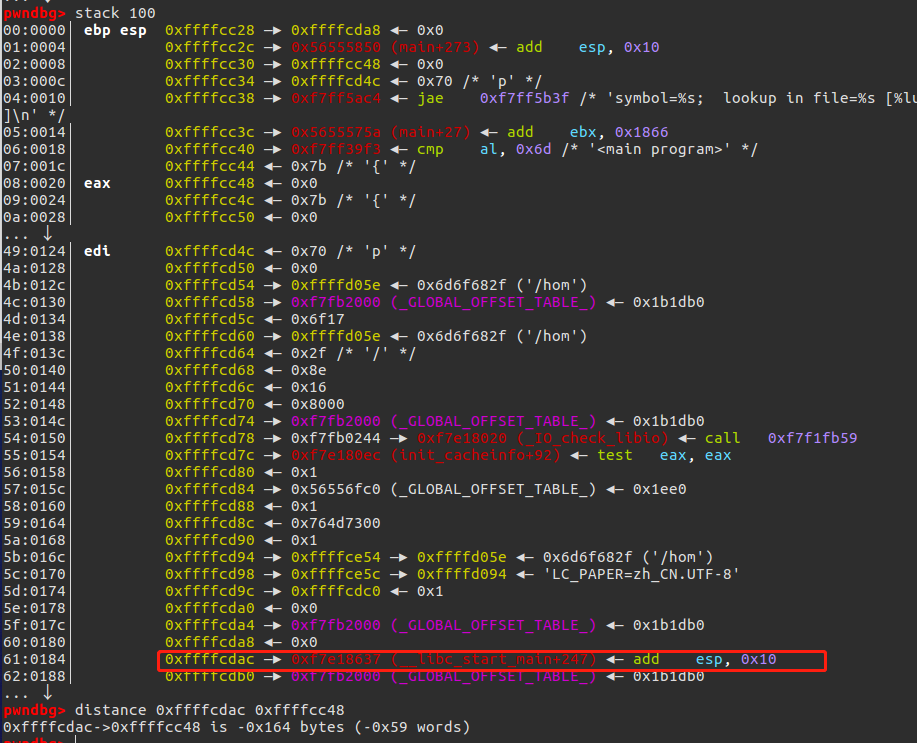 pwndbg> stack 100
00:0000│ ebp esp  0xffffcc28 —▸ 0xffffcda8 ◂— 0x0
01:0004│          0xffffcc2c —▸ 0x56555850 (main+273) ◂— add    esp, 0x10
02:0008│          0xffffcc30 —▸ 0xffffcc48 ◂— 0x0
03:000c│          0xffffcc34 —▸ 0xffffcd4c ◂— 0x70 /* 'p' */
04:0010│          0xffffcc38 —▸ 0xf7ff5ac4 ◂— jae    0xf7ff5b3f /* 'symbol=%s;  lookup in file=%s [%lu
]\n' */
05:0014│          0xffffcc3c —▸ 0x5655575a (main+27) ◂— add    ebx, 0x1866
06:0018│          0xffffcc40 —▸ 0xf7ff39f3 ◂— cmp    al, 0x6d /* '<main program>' */
07:001c│          0xffffcc44 ◂— 0x7b /* '{' */
08:0020│ eax      0xffffcc48 ◂— 0x0
09:0024│          0xffffcc4c ◂— 0x7b /* '{' */
0a:0028│          0xffffcc50 ◂— 0x0
... ↓
49:0124│ edi      0xffffcd4c ◂— 0x70 /* 'p' */
4a:0128│          0xffffcd50 ◂— 0x0
4b:012c│          0xffffcd54 —▸ 0xffffd05e ◂— 0x6d6f682f ('/hom')
4c:0130│          0xffffcd58 —▸ 0xf7fb2000 (_GLOBAL_OFFSET_TABLE_) ◂— 0x1b1db0
4d:0134│          0xffffcd5c ◂— 0x6f17
4e:0138│          0xffffcd60 —▸ 0xffffd05e ◂— 0x6d6f682f ('/hom')
4f:013c│          0xffffcd64 ◂— 0x2f /* '/' */
50:0140│          0xffffcd68 ◂— 0x8e
51:0144│          0xffffcd6c ◂— 0x16
52:0148│          0xffffcd70 ◂— 0x8000
53:014c│          0xffffcd74 —▸ 0xf7fb2000 (_GLOBAL_OFFSET_TABLE_) ◂— 0x1b1db0
54:0150│          0xffffcd78 —▸ 0xf7fb0244 —▸ 0xf7e18020 (_IO_check_libio) ◂— call   0xf7f1fb59
55:0154│          0xffffcd7c —▸ 0xf7e180ec (init_cacheinfo+92) ◂— test   eax, eax
56:0158│          0xffffcd80 ◂— 0x1
57:015c│          0xffffcd84 —▸ 0x56556fc0 (_GLOBAL_OFFSET_TABLE_) ◂— 0x1ee0
58:0160│          0xffffcd88 ◂— 0x1
59:0164│          0xffffcd8c ◂— 0x764d7300
5a:0168│          0xffffcd90 ◂— 0x1
5b:016c│          0xffffcd94 —▸ 0xffffce54 —▸ 0xffffd05e ◂— 0x6d6f682f ('/hom')
5c:0170│          0xffffcd98 —▸ 0xffffce5c —▸ 0xffffd094 ◂— 'LC_PAPER=zh_CN.UTF-8'
5d:0174│          0xffffcd9c —▸ 0xffffcdc0 ◂— 0x1
5e:0178│          0xffffcda0 ◂— 0x0
5f:017c│          0xffffcda4 —▸ 0xf7fb2000 (_GLOBAL_OFFSET_TABLE_) ◂— 0x1b1db0
60:0180│          0xffffcda8 ◂— 0x0
61:0184│          0xffffcdac —▸ 0xf7e18637 (__libc_start_main+247) ◂— add    esp, 0x10
62:0188│          0xffffcdb0 —▸ 0xf7fb2000 (_GLOBAL_OFFSET_TABLE_) ◂— 0x1b1db0
... ↓
pwndbg> distance 0xffffcdac 0xffffcc48
0xffffcdac->0xffffcc48 is -0x164 bytes (-0x59 words)